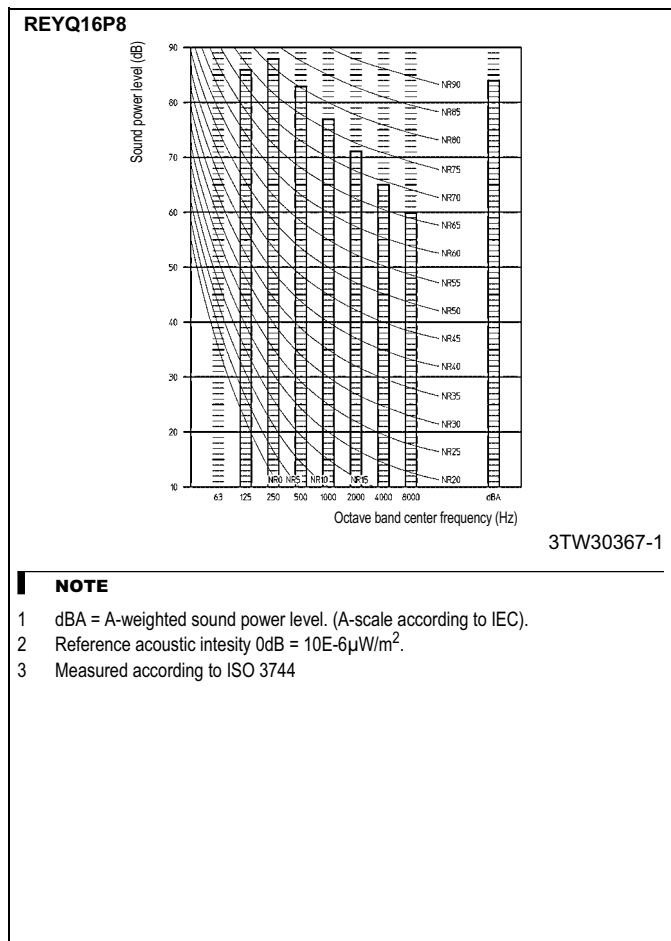 REYQ16P8
Sound power level (dB)
90
80
70
60
50
40
30
20
10
NR90
NR85
NR80
NR75
NR70
NR65
NR60
NR55
NR50
NR45
NR40
NR35
NR30
NR25
NR20
NR0 NR5 NR10 NR15
63 125 250 500 1000 2000 4000 8000 dBA
Octave band center frequency (Hz)
3TW30367-1
NOTE
1 dBA = A-weighted sound power level. (A-scale according to IEC).
2 Reference acoustic intesity 0dB = 10E-6µW/m².
3 Measured according to ISO 3744